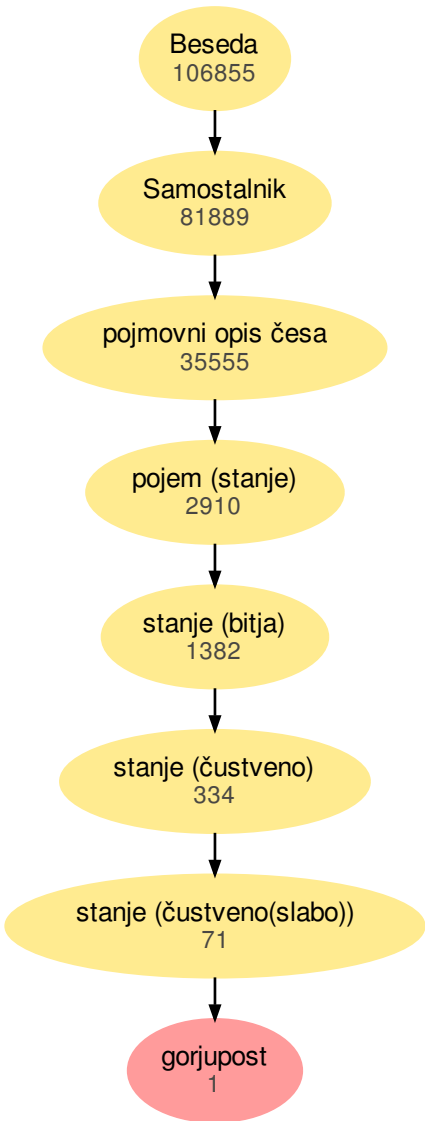 Beseda
106855
Samostalnik
81889
pojmovni opis česa
35555
pojem (stanje)
2910
stanje (bitja)
1382
stanje (čustveno)
334
stanje (čustveno(slabo))
71
gorjupost
1